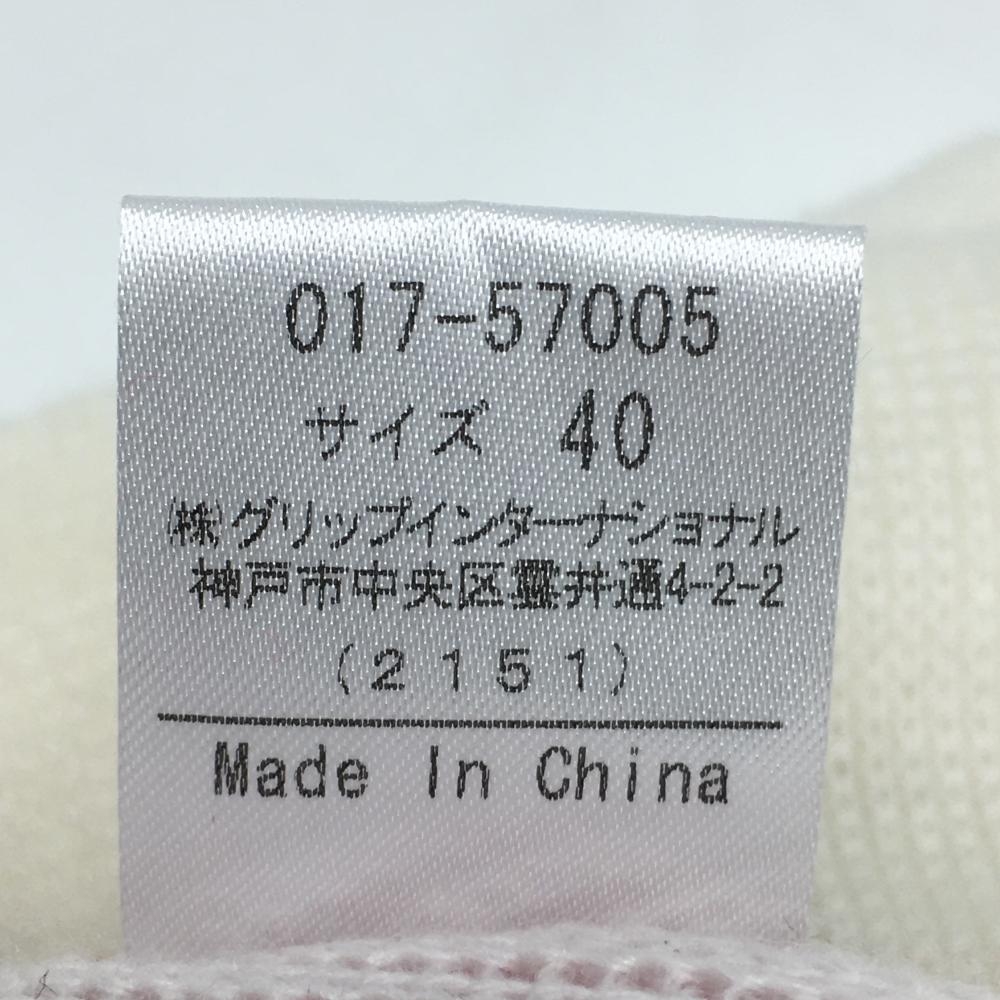 017-57005
サイズ 40
㈱グリップインターナショナル
神戸市中央区雲井通4-2-2
(2151)
Made In China